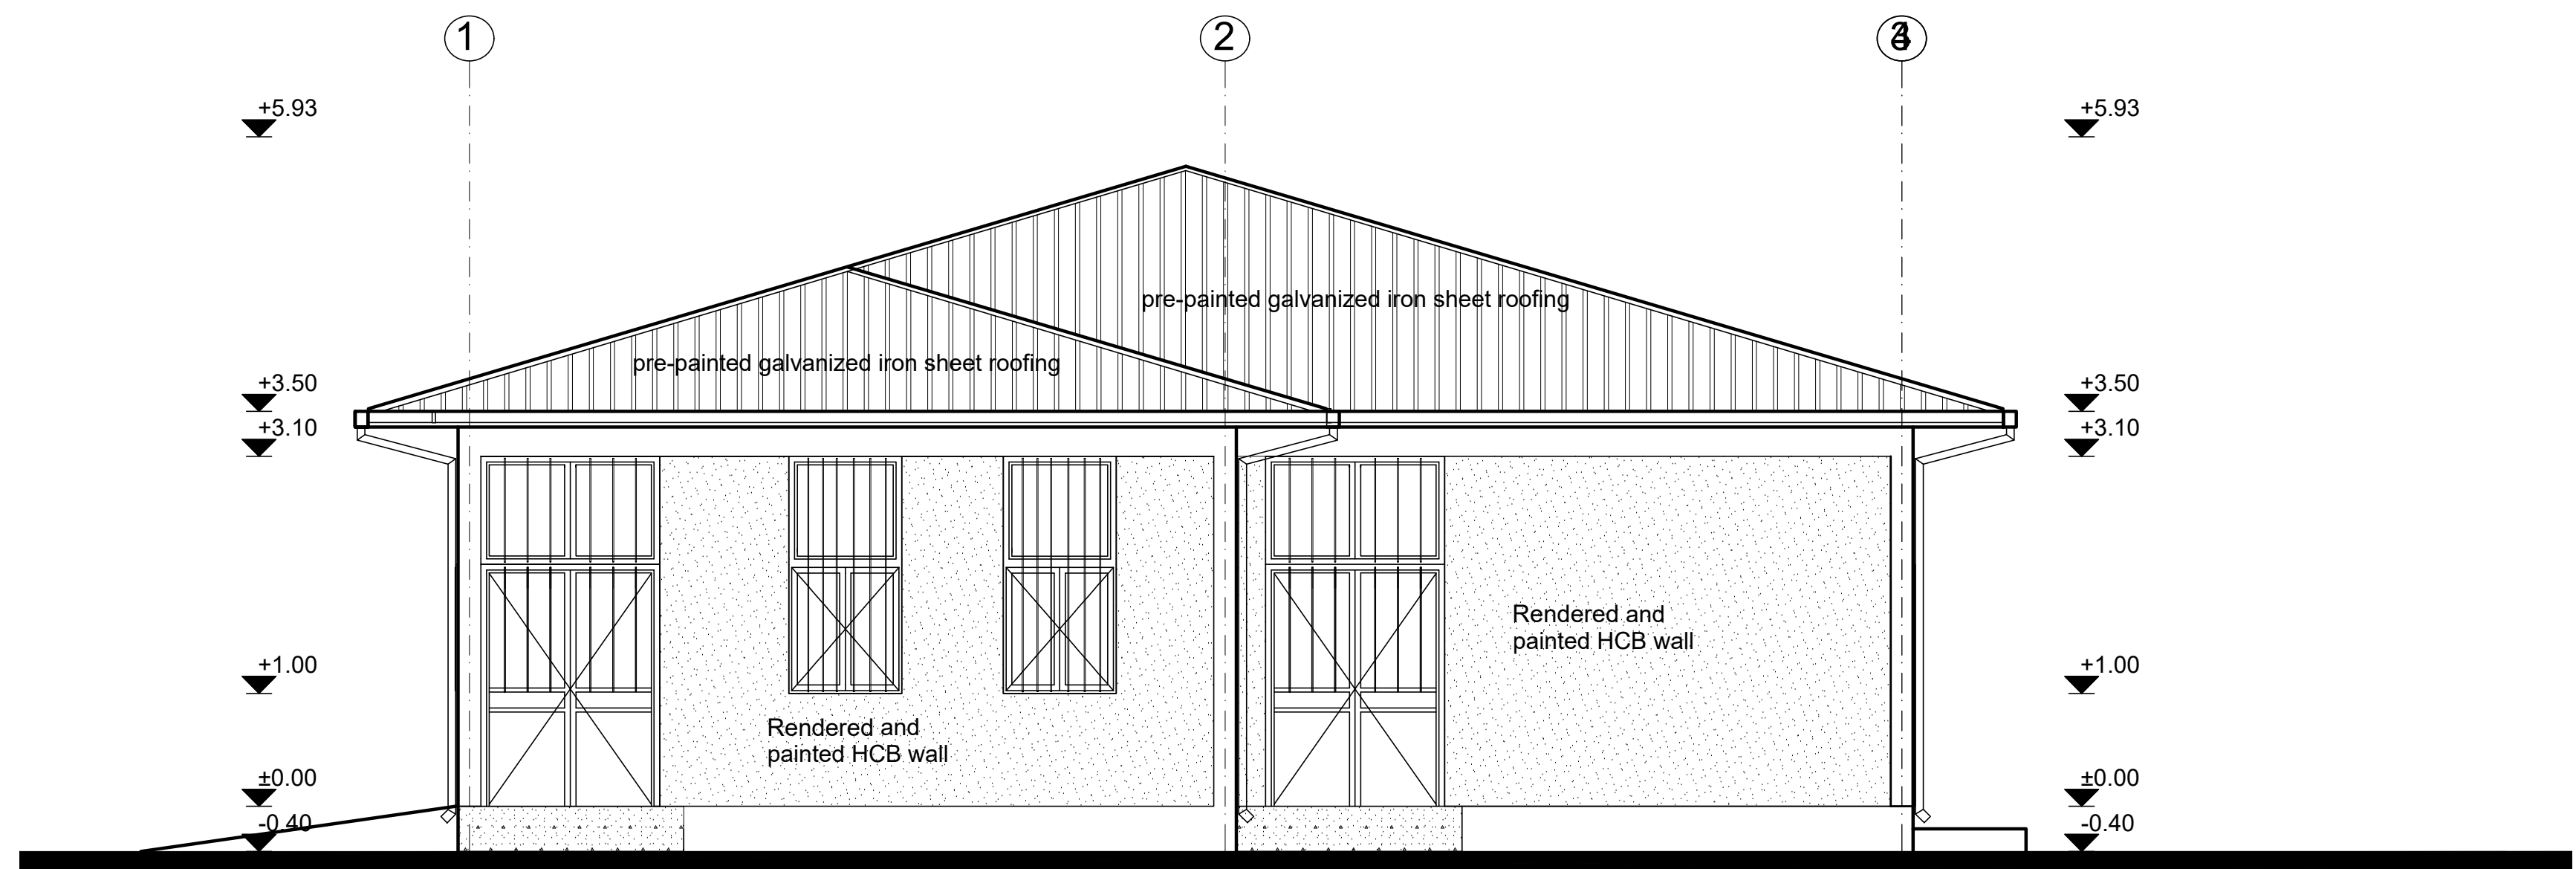 1
2
3
+5.93
+5.93
pre-painted galvanized iron sheet roofing
pre-painted galvanized iron sheet roofing
+3.50
+3.50
+3.10
+3.10
Rendered and
painted HCB wall
+1.00
+1.00
Rendered and
painted HCB wall
±0.00
±0.00
-0.40
-0.40